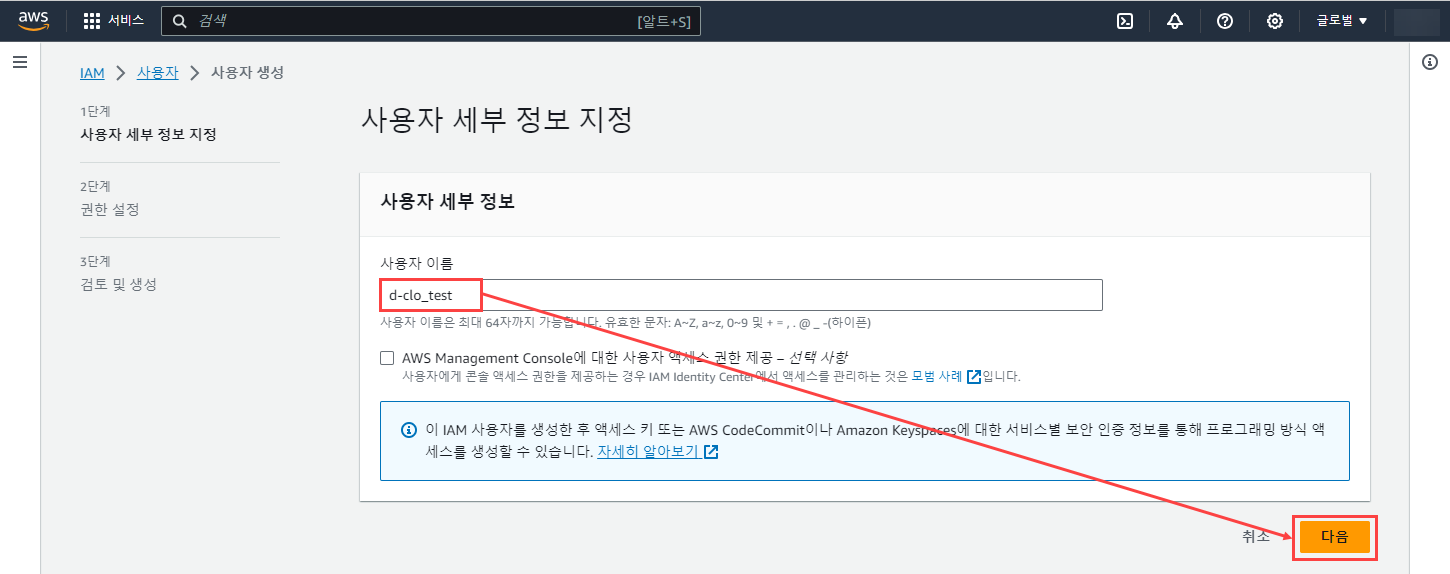 aws
서비스
검색
[알트+S]
글로벌
IAM
사용자
사용자 생성
1단계
사용자 세부 정보 지정
2단계
권한 설정
3단계
검토 및 생성
사용자 세부 정보 지정
사용자 세부 정보
사용자 이름
d-clo_test
사용자 이름은 최대 64자까지 가능합니다. 유효한 문자: A~Z, a~z, 0~9 및 + = , . @ _ -(하이픈)
AWS Management Console에 대한 사용자 액세스 권한 제공 – 선택 사항
사용자에게 콘솔 액세스 권한을 제공하는 경우 IAM Identity Center에서 액세스를 관리하는 것은 모범 사례 입니다.
이 IAM 사용자를 생성한 후 액세스 키 또는 AWS CodeCommit이나 Amazon Keyspaces에 대한 서비스별 보안 인증 정보를 통해 프로그래밍 방식 액
세스를 생성할 수 있습니다. 자세히 알아보기
취소
다음